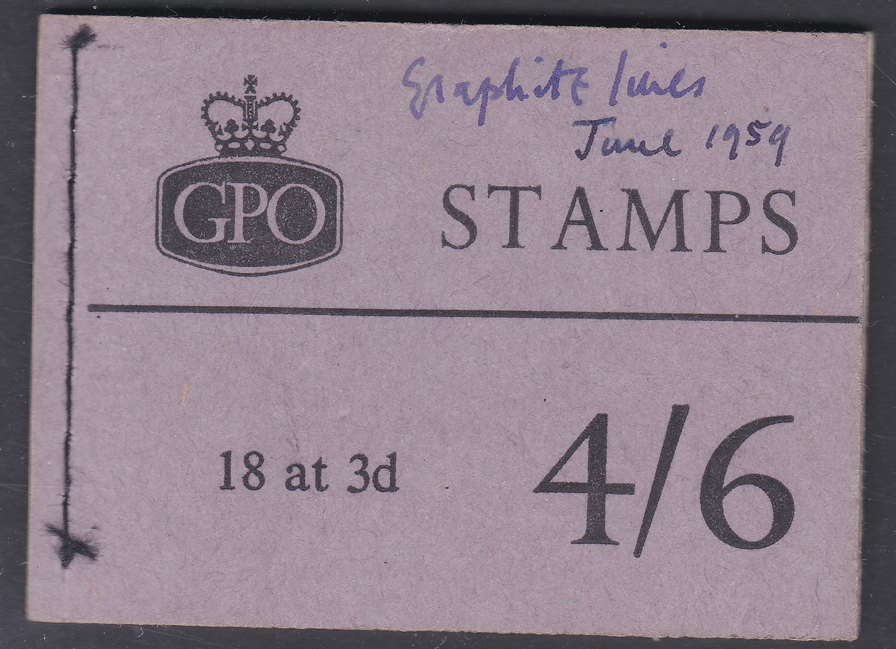 Graphite lines
June 1959
GPO
STAMPS
18 at 3d
4/6